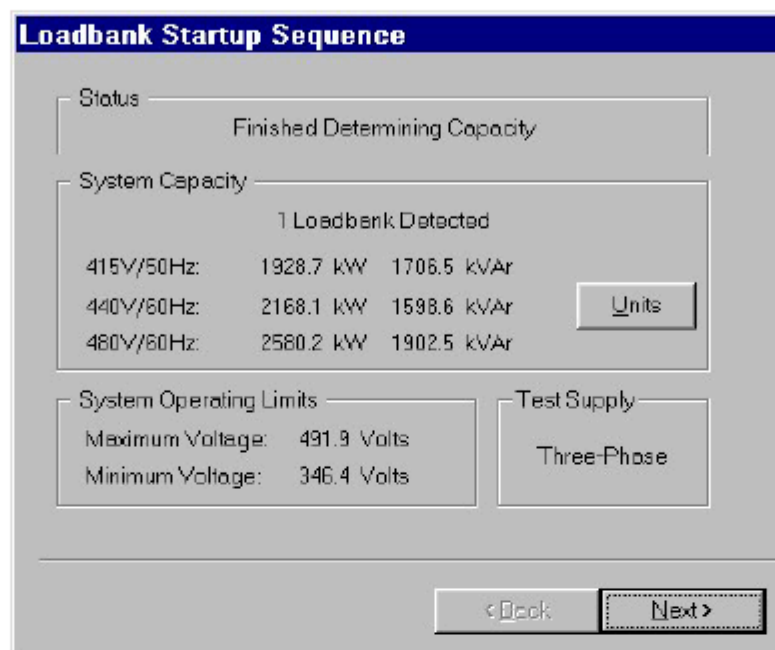 Loadbank Startup Sequence
Status
Finished Determining Capacity
System Capacity
1 Loadbank Detected
415V/50Hz: 1928.7 kW 1706.5 kVAr
440V/60Hz: 2168.1 kW 1598.6 kVAr
480V/60Hz: 2580.2 kW 1902.5 kVAr
Units
System Operating Limits
Maximum Voltage: 491.9 Volts
Minimum Voltage: 346.4 Volts
Test Supply
Three-Phase
< Back
Next >